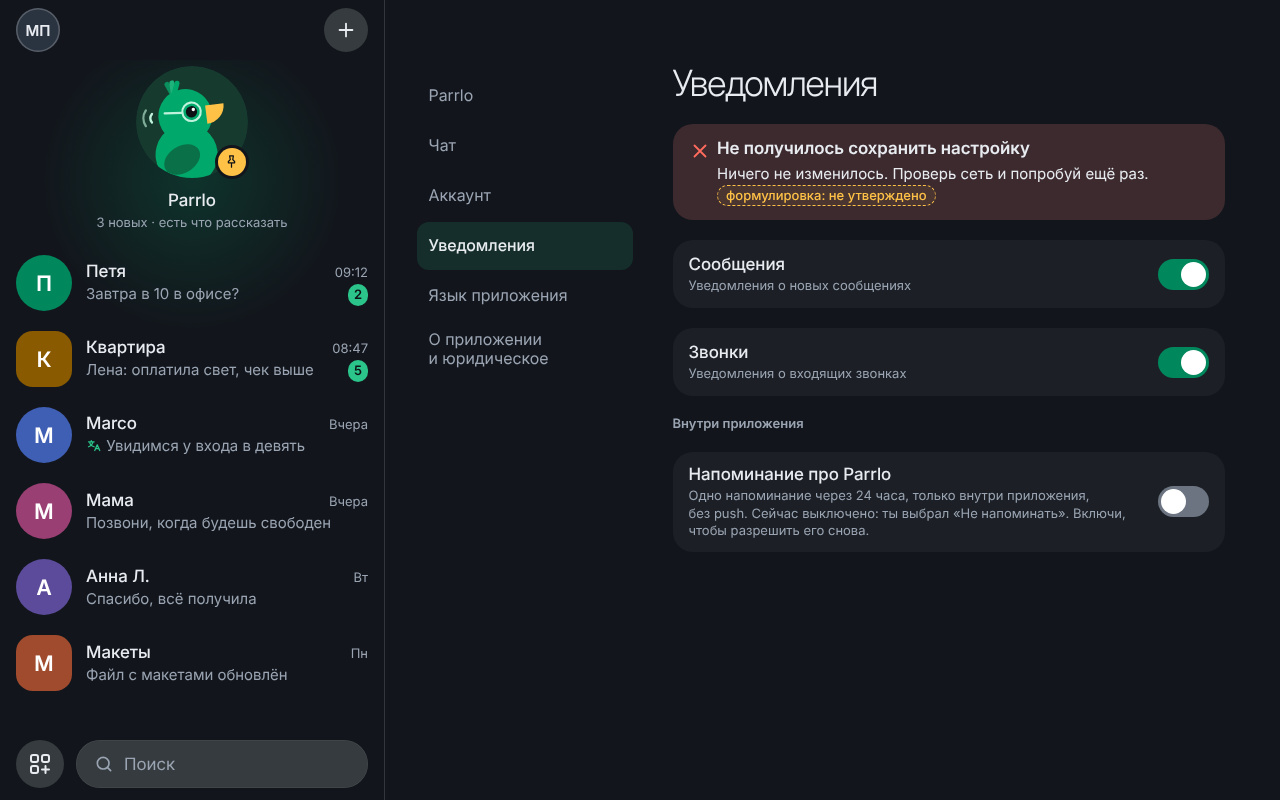 МП
Parrlo
3 новых · есть что рассказать
П
Петя
09:12
Завтра в 10 в офисе?
2
К
Квартира
08:47
Лена: оплатила свет, чек выше
5
M
Marco
Вчера
Увидимся у входа в девять
М
Мама
Вчера
Позвони, когда будешь свободен
А
Анна Л.
Вт
Спасибо, всё получила
М
Макеты
Пн
Файл с макетами обновлён
Поиск
Parrlo
Чат
Аккаунт
Уведомления
Язык приложения
О приложении
и юридическое
Уведомления
Не получилось сохранить настройку
Ничего не изменилось. Проверь сеть и попробуй ещё раз.
формулировка: не утверждено
Сообщения
Уведомления о новых сообщениях
Звонки
Уведомления о входящих звонках
Внутри приложения
Напоминание про Parrlo
Одно напоминание через 24 часа, только внутри приложения,
без push. Сейчас выключено: ты выбрал «Не напоминать». Включи,
чтобы разрешить его снова.